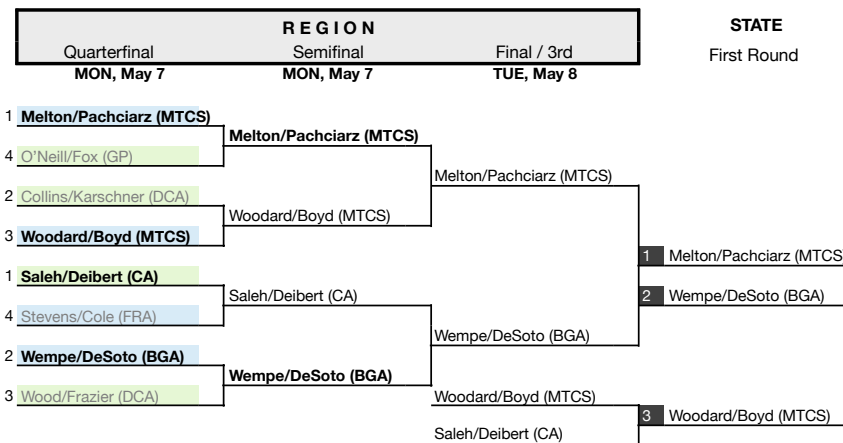 REGION
STATE
Quarterfinal Semifinal Final / 3rd First Round
MON, May 7 MON, May 7 TUE, May 8
1 Melton/Pachciarz (MTCS)
Melton/Pachciarz (MTCS)
4 O'Neill/Fox (GP)
Melton/Pachciarz (MTCS)
2 Collins/Karschner (DCA)
Woodard/Boyd (MTCS)
3 Woodard/Boyd (MTCS)
1 Melton/Pachciarz (MTCS)
1 Saleh/Deibert (CA)
Saleh/Deibert (CA)
2 Wempe/DeSoto (BGA)
4 Stevens/Cole (FRA)
Wempe/DeSoto (BGA)
2 Wempe/DeSoto (BGA)
Wempe/DeSoto (BGA)
3 Wood/Frazier (DCA)
Woodard/Boyd (MTCS)
3 Woodard/Boyd (MTCS)
Saleh/Deibert (CA)